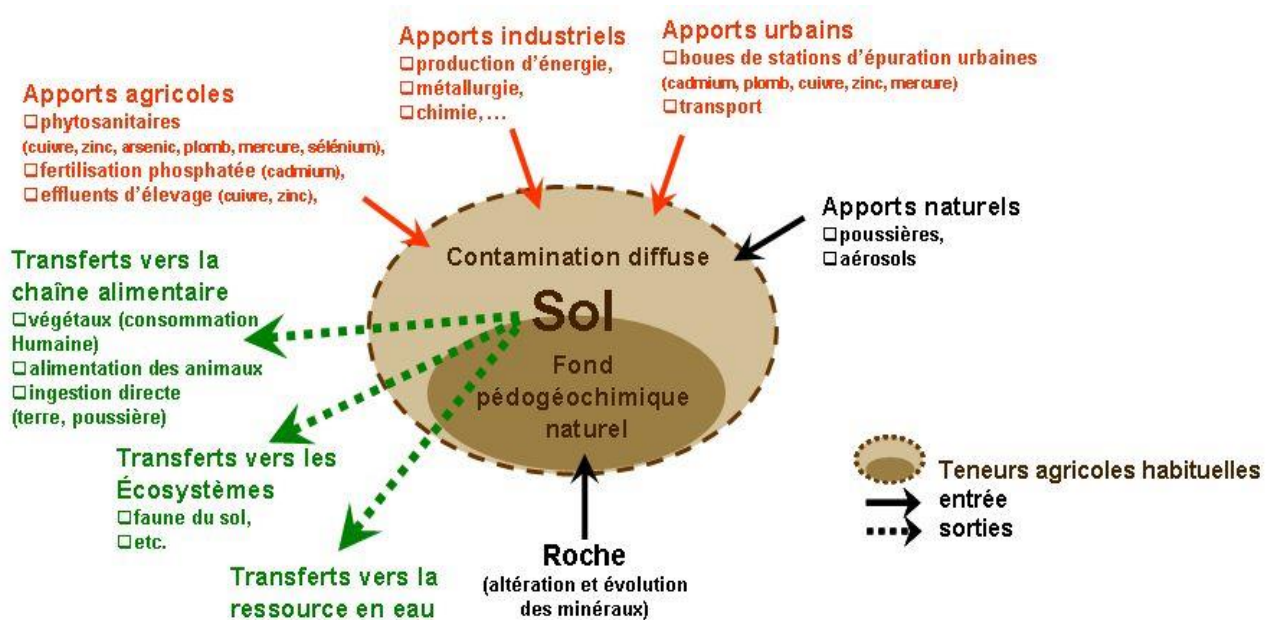 Apports agricoles
❑phytosanitaires
(cuivre, zinc, arsenic, plomb, mercure, sélénium),
❑fertilisation phosphatée (cadmium),
❑effluents d'élevage (cuivre, zinc),
Apports industriels
❑production d'énergie,
❑métallurgie,
❑chimie, ...
Apports urbains
❑boues de stations d'épuration urbaines
(cadmium, plomb, cuivre, zinc, mercure)
❑transport
Apports naturels
❑poussières,
❑aérosols
Contamination diffuse
Sol
Fond
pédogéochimique
naturel
Transferts vers la
chaîne alimentaire
❑végétaux (consommation
Humaine)
❑alimentation des animaux
❑ingestion directe
(terre, poussière)
Transferts vers les
Écosystèmes
❑faune du sol,
❑etc.
Transferts vers la
ressource en eau
Roche
(altération et évolution
des minéraux)
Teneurs agricoles habituelles
entrée
sorties